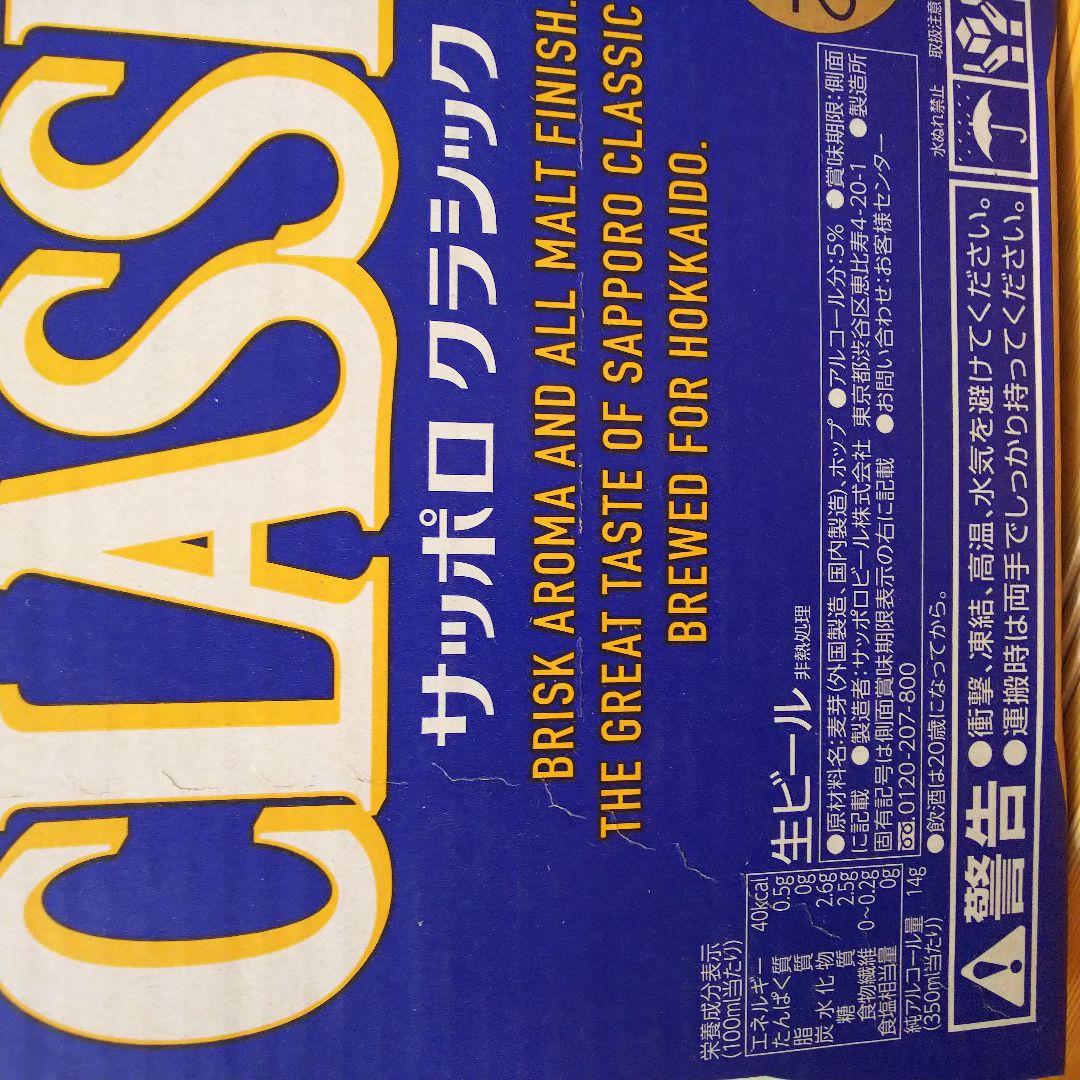 CLASSI
サッポロ クラシック
BRISK AROMA AND ALL MALT FINISH.
THE GREAT TASTE OF SAPPORO CLASSIC
BREWED FOR HOKKAIDO.
生ビール 非熱処理
●原材料名:麦芽(外国製造、国内製造)、ホップ ●アルコール分:5% ●賞味期限:側面
に記載 ●製造者:サッポロビール株式会社 東京都渋谷区恵比寿4-20-1 ●製造所
固有記号は側面賞味期限表示の右に記載 ●お問い合わせ:お客様センター
0120-207-800
●飲酒は20歳になってから。
栄養成分表示
(100ml当たり)
エネルギー 40kcal
たんぱく質 0.5g
脂質 0g
炭水化物 2.6g
糖質 2.5g
食物繊維 0~0.2g
食塩相当量 0g
純アルコール量 14g
(350ml当たり)
警告
●衝撃、凍結、高温、水気を避けてください。
●運搬時は両手でしっかり持ってください。
水ぬれ禁止
取扱注意
2